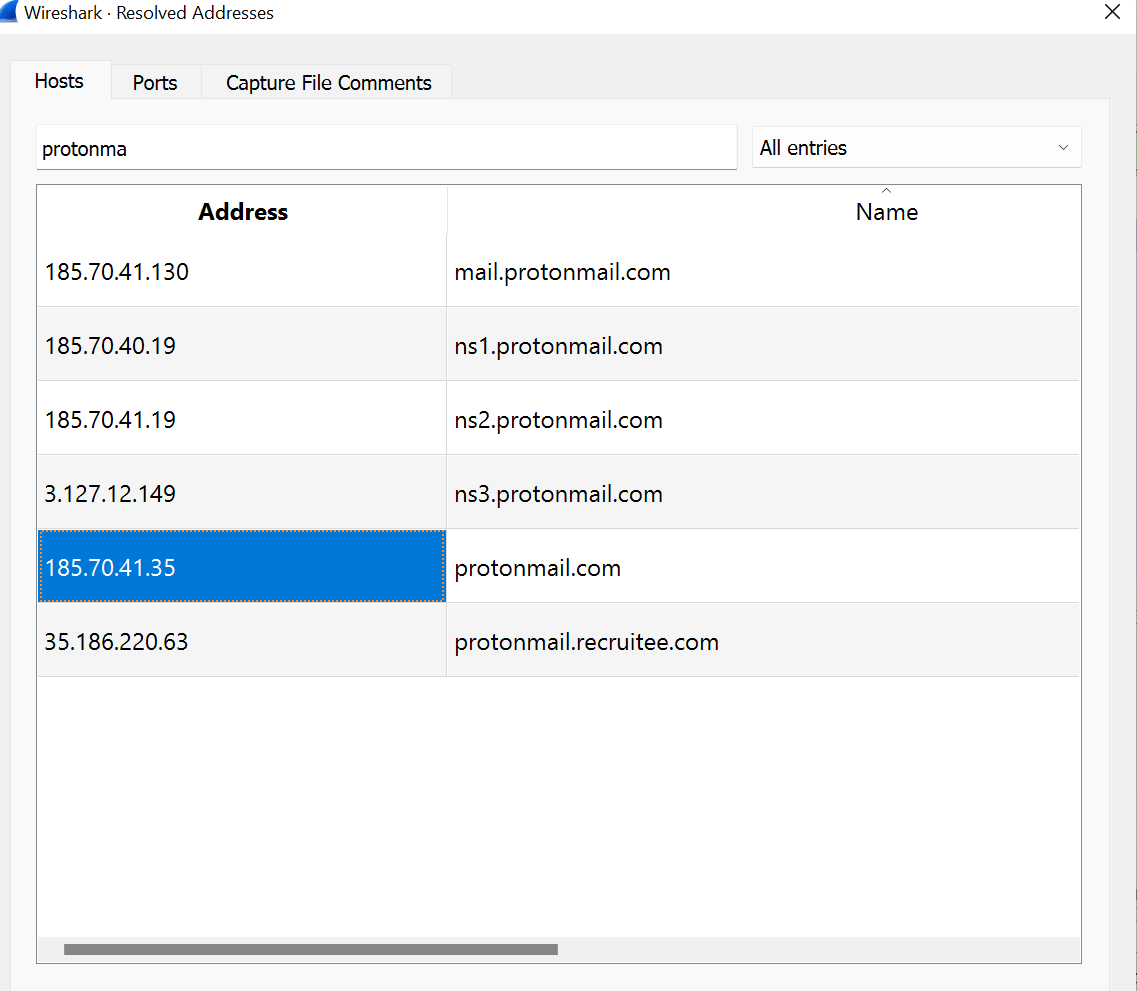 Wireshark · Resolved Addresses
Hosts Ports Capture File Comments
protonma All entries
Address Name
185.70.41.130 mail.protonmail.com
185.70.40.19 ns1.protonmail.com
185.70.41.19 ns2.protonmail.com
3.127.12.149 ns3.protonmail.com
185.70.41.35 protonmail.com
35.186.220.63 protonmail.recruitee.com